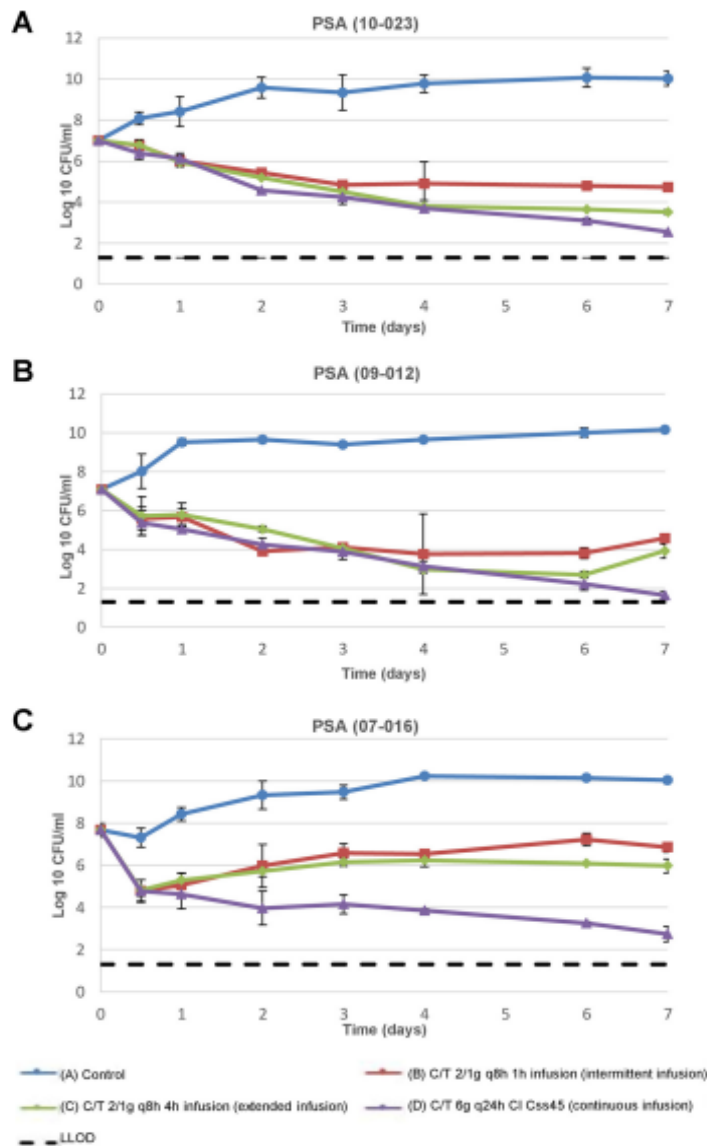 A
PSA (10-023)
12
10
8
6
4
2
0
Log 10 CFU/ml
0 1 2 3 4 5 6 7
Time (days)
B
PSA (09-012)
12
10
8
6
4
2
0
Log 10 CFU/ml
0 1 2 3 4 5 6 7
Time (days)
C
PSA (07-016)
12
10
8
6
4
2
0
Log 10 CFU/ml
0 1 2 3 4 5 6 7
Time (days)
(A) Control (B) C/T 2/1g q8h 1h infusion (intermittent infusion)
(C) C/T 2/1g q8h 4h infusion (extended infusion) (D) C/T 6g q24h CI Css45 (continuous infusion)
LLOD